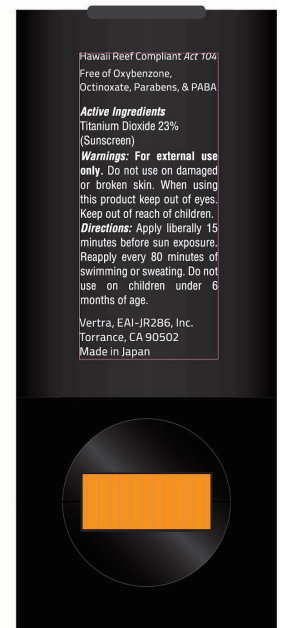 Hawaii Reef Compliant Act 104
Free of Oxybenzone,
Octinoxate, Parabens, & PABA
Active Ingredients
Titanium Dioxide 23%
(Sunscreen)
Warnings: For external use
only. Do not use on damaged
or broken skin. When using
this product keep out of eyes.
Keep out of reach of children.
Directions: Apply liberally 15
minutes before sun exposure.
Reapply every 80 minutes of
swimming or sweating. Do not
use on children under 6
months of age.
Vertra, EAI-JR286, Inc.
Torrance, CA 90502
Made in Japan